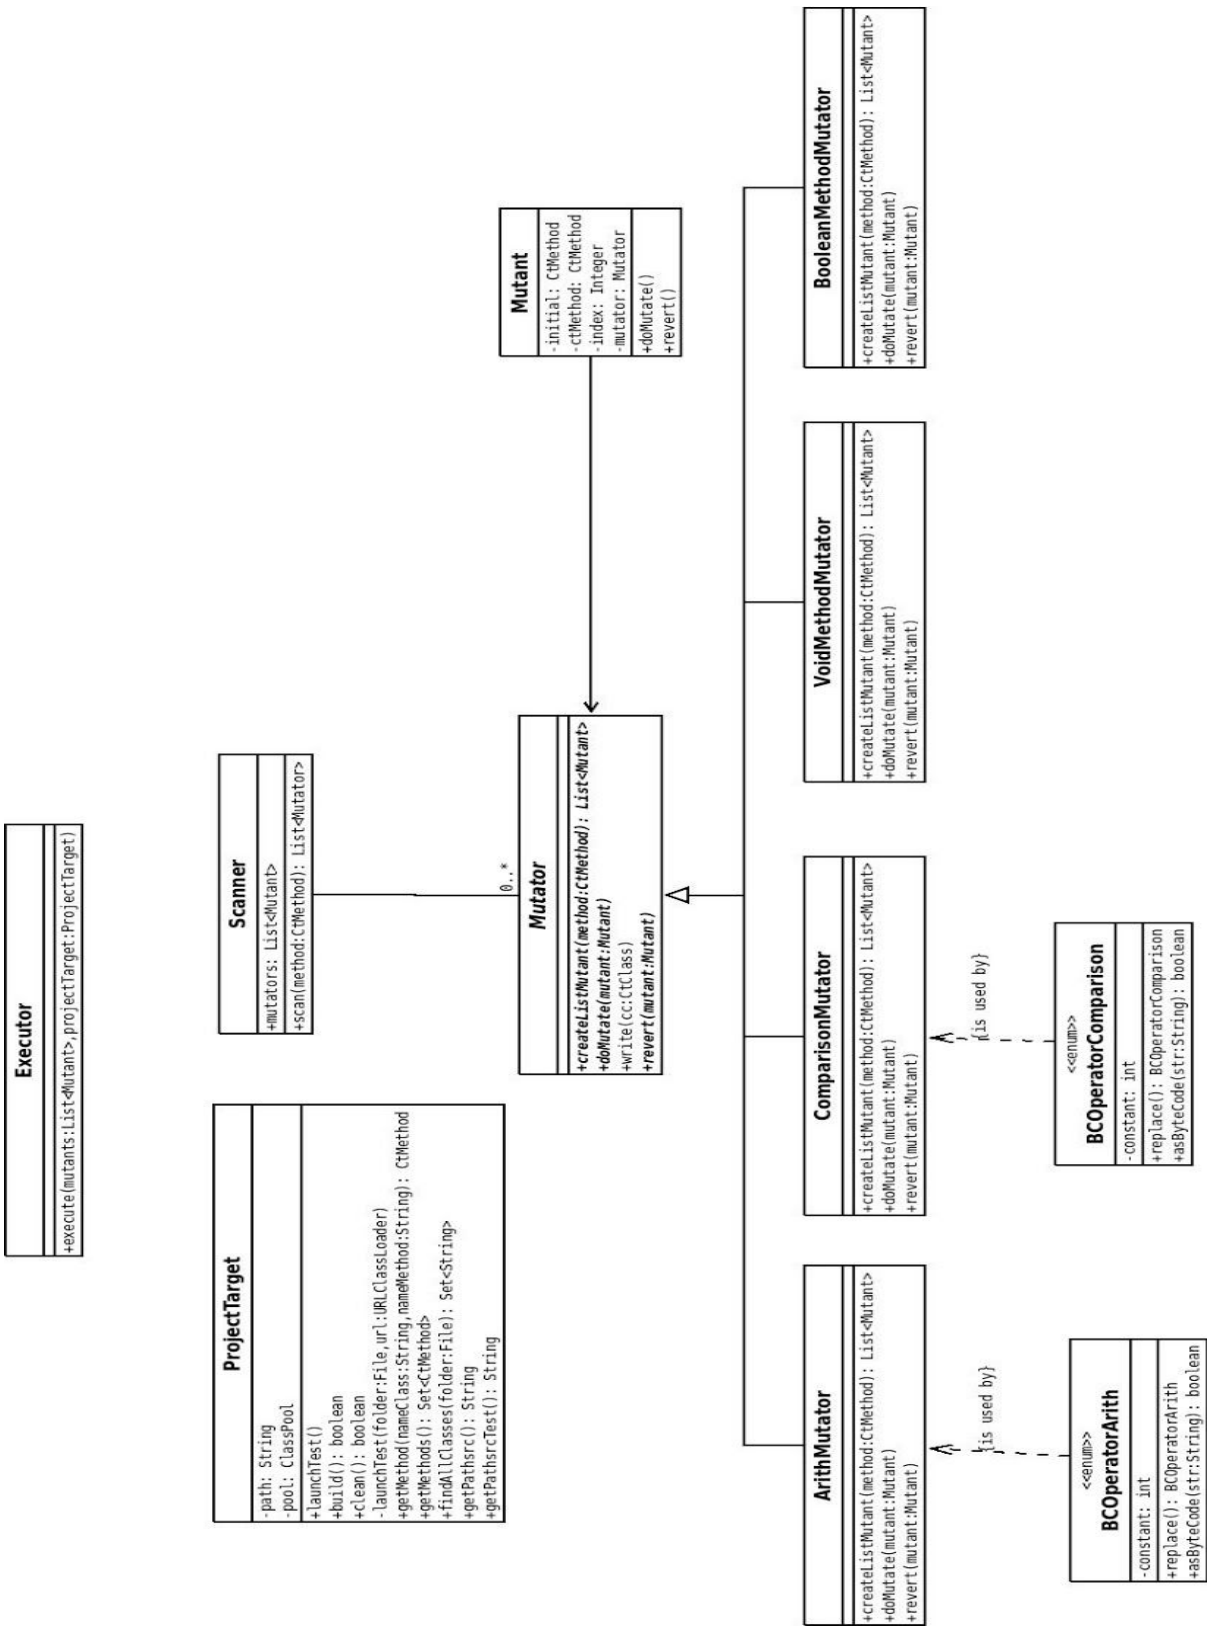 Executor
+execute(mutants:List<Mutant>,projectTarget:ProjectTarget)
ProjectTarget
-path: String
-pool: ClassPool
+launchTest()
+build(): boolean
+clean(): boolean
-launchTest(folder:File,url:URLClassLoader)
+getMethod(nameClass:String,nameMethod:String): CtMethod
+getMethods(): Set<CtMethod>
+findAllClasses(folder:File): Set<String>
+getPathsrc(): String
+getPathsrcTest(): String
Scanner
+mutators: List<Mutant>
+scan(method:CtMethod): List<Mutator>
0..*
Mutator
+createListMutant(method:CtMethod): List<Mutant>
+doMutate(mutant:Mutant)
+write(cc:CtClass)
+revert(mutant:Mutant)
Mutant
-initial: CtMethod
-ctMethod: CtMethod
-index: Integer
-mutator: Mutator
+doMutate()
+revert()
ArithMutator
+createListMutant(method:CtMethod): List<Mutant>
+doMutate(mutant:Mutant)
+revert(mutant:Mutant)
ComparisonMutator
+createListMutant(method:CtMethod): List<Mutant>
+doMutate(mutant:Mutant)
+revert(mutant:Mutant)
VoidMethodMutator
+createListMutant(method:CtMethod): List<Mutant>
+doMutate(mutant:Mutant)
+revert(mutant:Mutant)
BooleanMethodMutator
+createListMutant(method:CtMethod): List<Mutant>
+doMutate(mutant:Mutant)
+revert(mutant:Mutant)
{is used by}
{is used by}
<<enum>>
BCOperatorArith
-constant: int
+replace(): BCOperatorArith
+asByteCode(str:String): boolean
<<enum>>
BCOperatorComparison
-constant: int
+replace(): BCOperatorComparison
+asByteCode(str:String): boolean